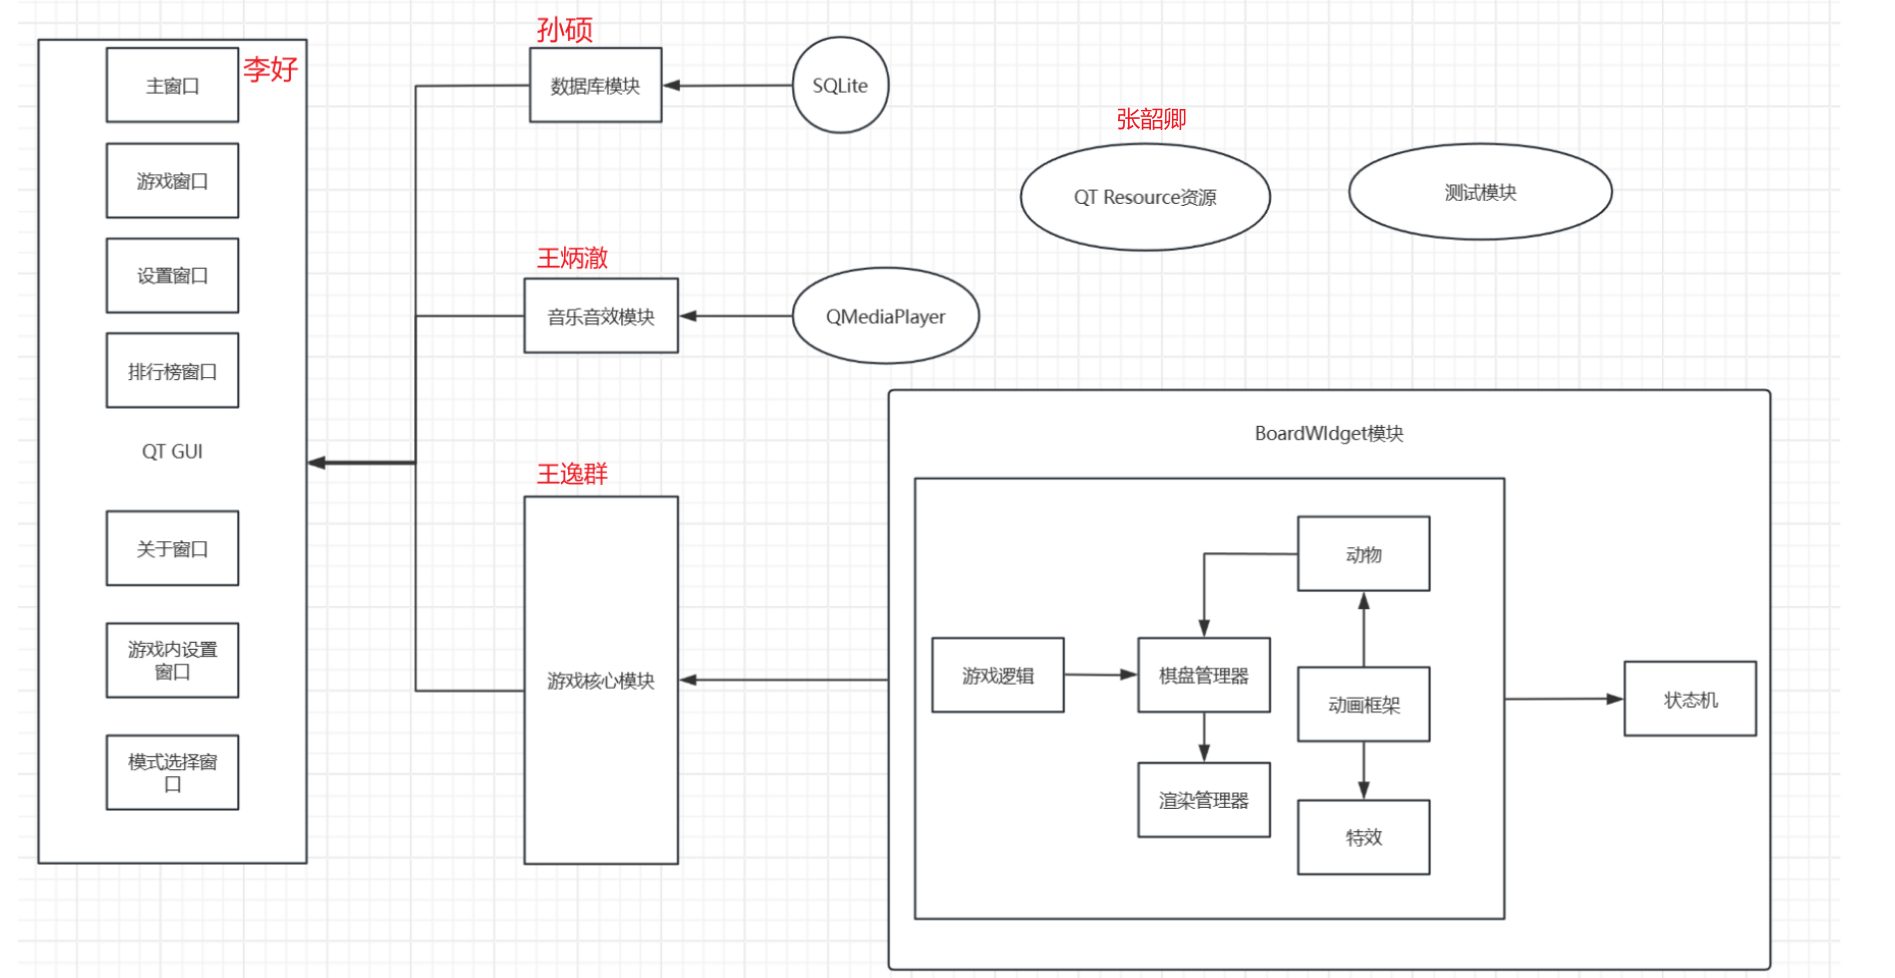 李好
主窗口
游戏窗口
设置窗口
排行榜窗口
QT GUI
关于窗口
游戏内设置
窗口
模式选择窗
口
孙硕
数据库模块
SQLite
王炳澈
音乐音效模块
QMediaPlayer
王逸群
游戏核心模块
张韶卿
QT Resource资源
测试模块
BoardWIdget模块
动物
游戏逻辑
棋盘管理器
动画框架
渲染管理器
特效
状态机